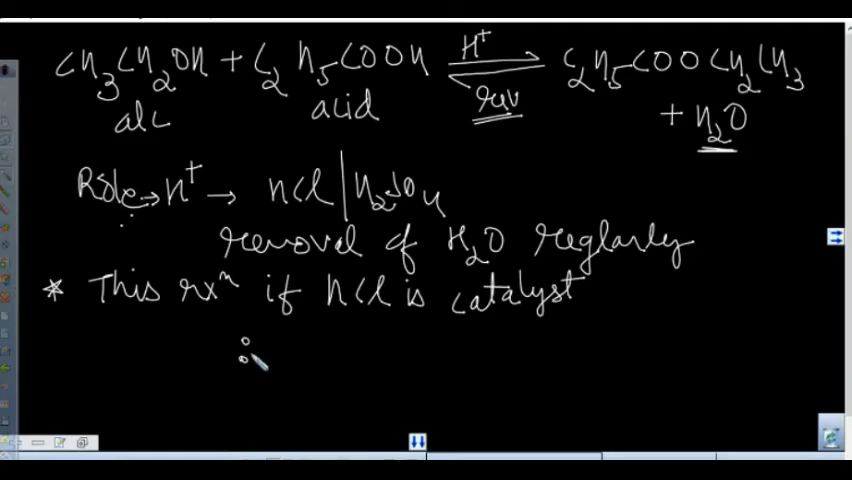 CH3CH2OH + C2H5COOH H+ ⇌ rev C2H5COOCH2CH3
alc acid + H2O
Role → H+ → HCl | H2SO4
removal of H2O reglarly
* This rxn if HCl is catalyst